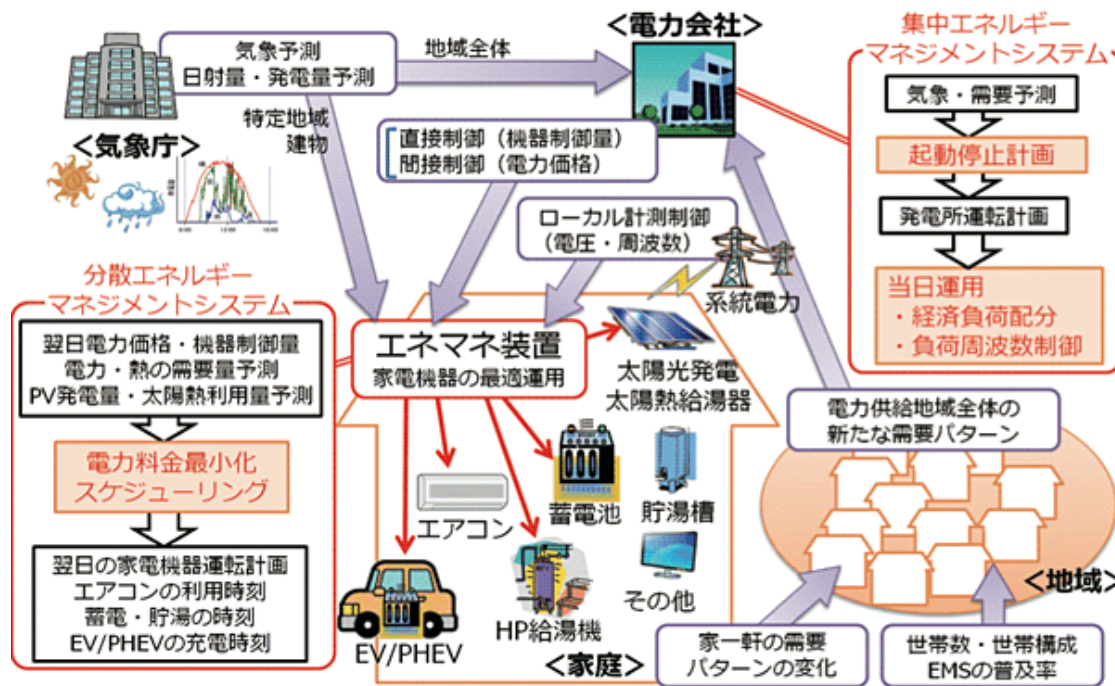 気象予測
日射量・発電量予測
地域全体
<電力会社>
集中エネルギー
マネジメントシステム
気象・需要予測
起動停止計画
発電所運転計画
当日運用
・経済負荷配分
・負荷周波数制御
<気象庁>
特定地域
建物
6:00
12:00
18:00
直接制御（機器制御量）
間接制御（電力価格）
ローカル計測制御
（電圧・周波数）
系統電力
分散エネルギー
マネジメントシステム
翌日電力価格・機器制御量
電力・熱の需要量予測
PV発電量・太陽熱利用量予測
電力料金最小化
スケジューリング
翌日の家電機器運転計画
エアコンの利用時刻
蓄電・貯湯の時刻
EV/PHEVの充電時刻
エネマネ装置
家電機器の最適運用
太陽光発電
太陽熱給湯器
エアコン
蓄電池
貯湯槽
EV/PHEV
HP給湯機
その他
<家庭>
電力供給地域全体の
新たな需要パターン
<地域>
家一軒の需要
パターンの変化
世帯数・世帯構成
EMSの普及率